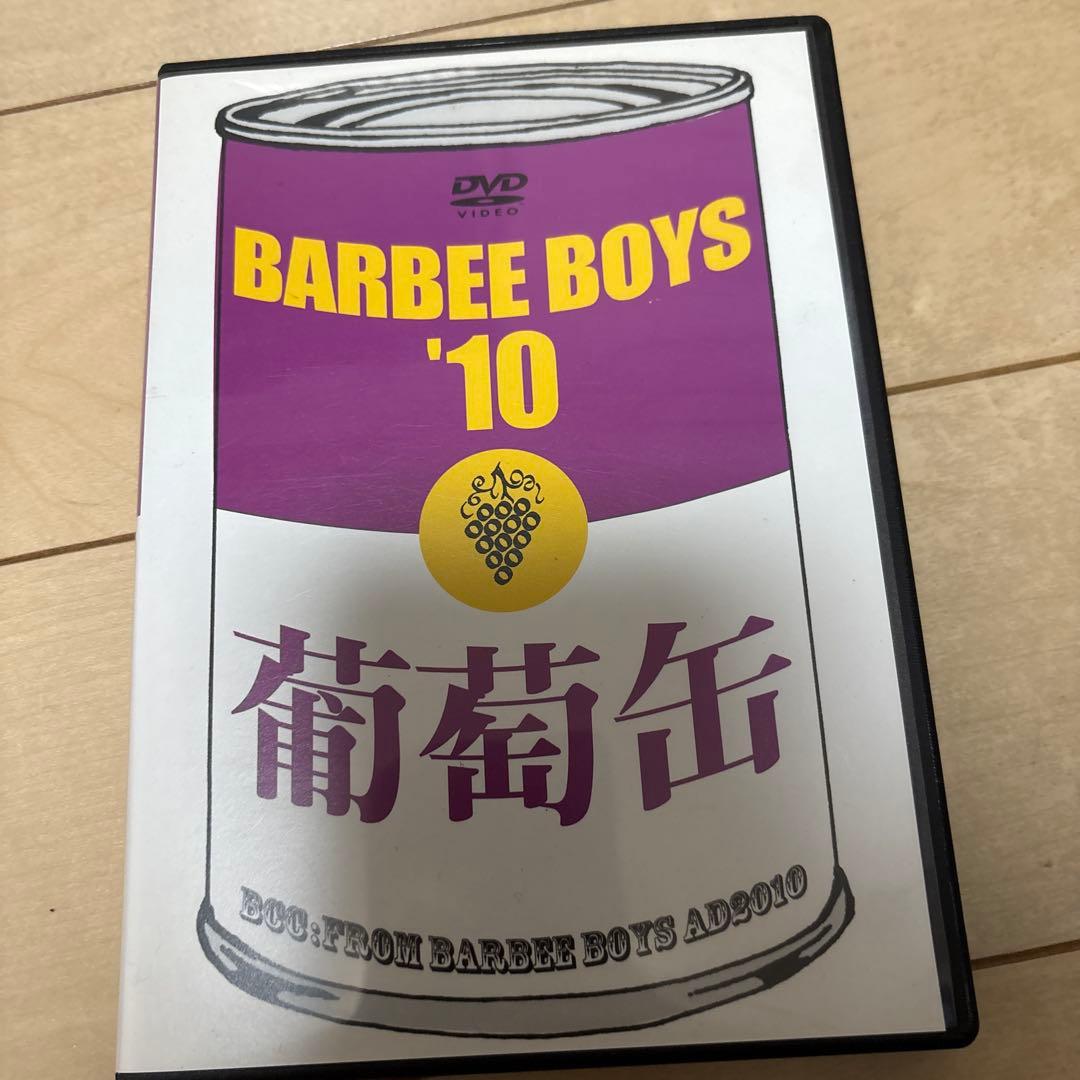 DVD
VIDEO
BARBEE BOYS
'10
葡萄缶
BCC:FROM BARBEE BOYS AD2010